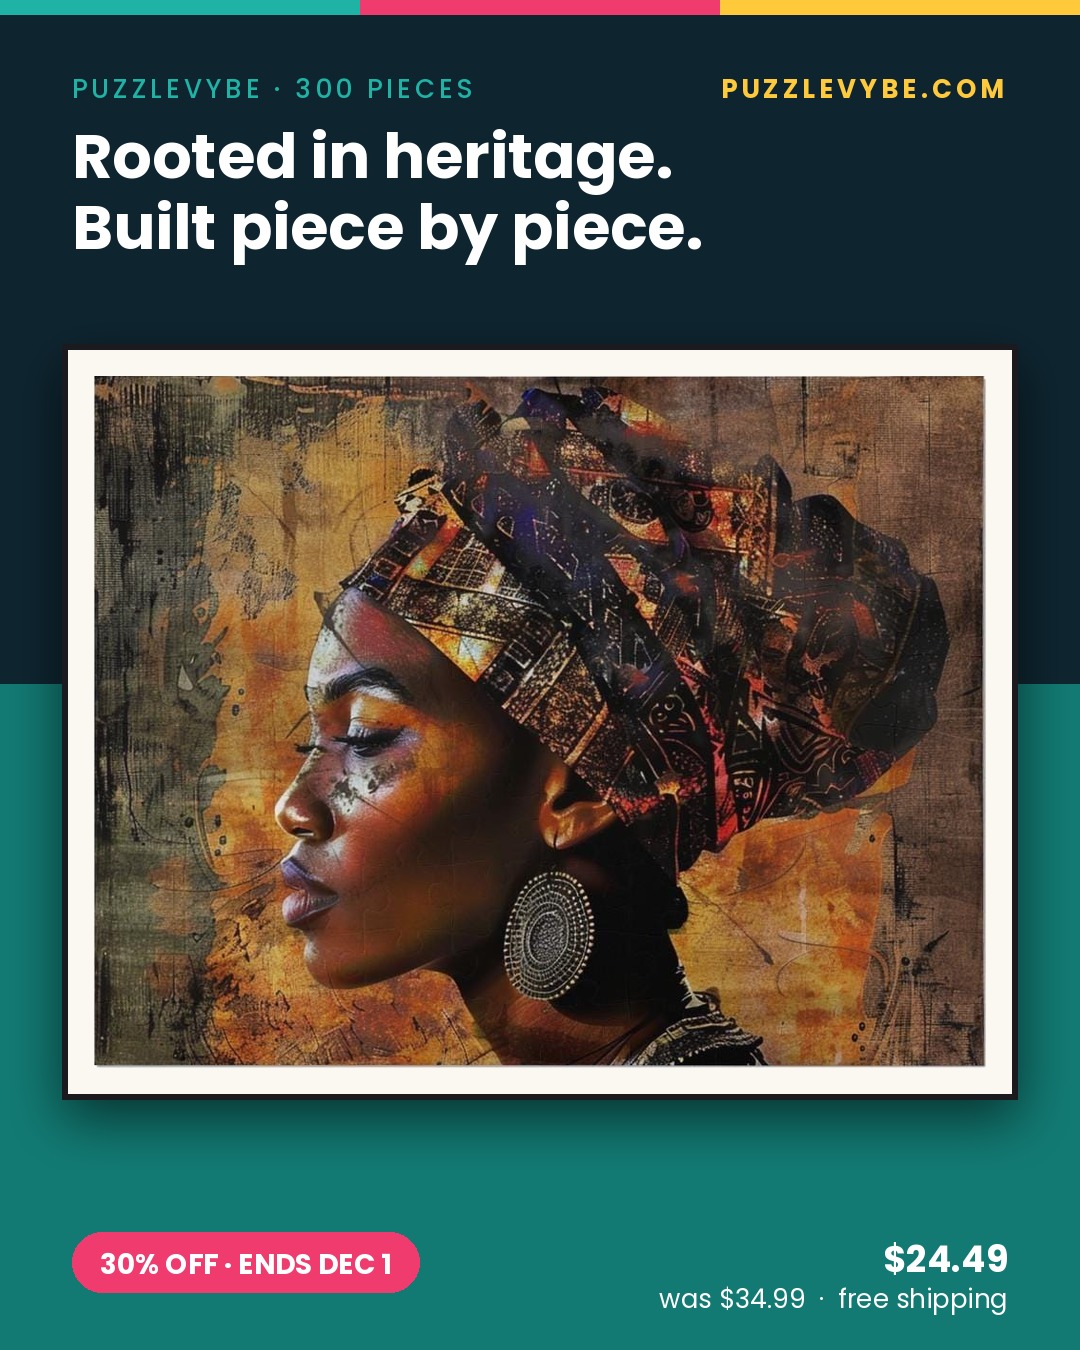 PUZZLEVYBE · 300 PIECES
PUZZLEVYBE.COM
Rooted in heritage.
Built piece by piece.
30% OFF · ENDS DEC 1
$24.49
was $34.99 · free shipping